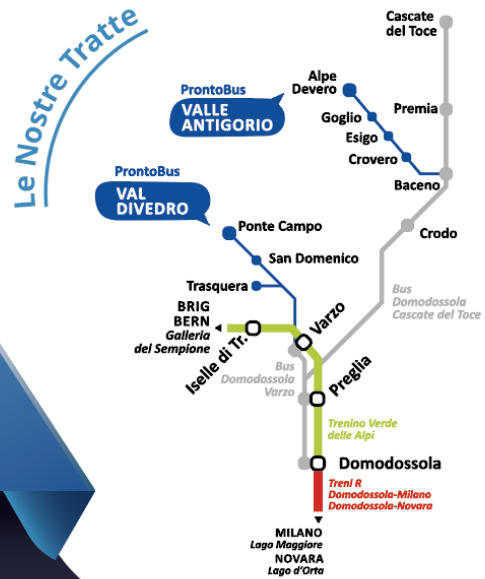 Le Nostre Tratte
Cascate
del Toce
ProntoBus
VALLE
ANTIGORIO
Alpe
Devero
Goglio
Esigo
Crovero
Premia
Baceno
ProntoBus
VAL
DIVEDRO
Ponte Campo
San Domenico
Trasquera
Crodo
Bus
Domodossola
Cascate del Toce
BRIG
BERN
Galleria
del Sempione
Iselle di Tr.
Varzo
Bus
Domodossola
Varzo
Preglia
Trenino Verde
delle Alpi
Domodossola
Treni R
Domodossola-Milano
Domodossola-Novara
MILANO
Lago Maggiore
NOVARA
Lago d'Orta